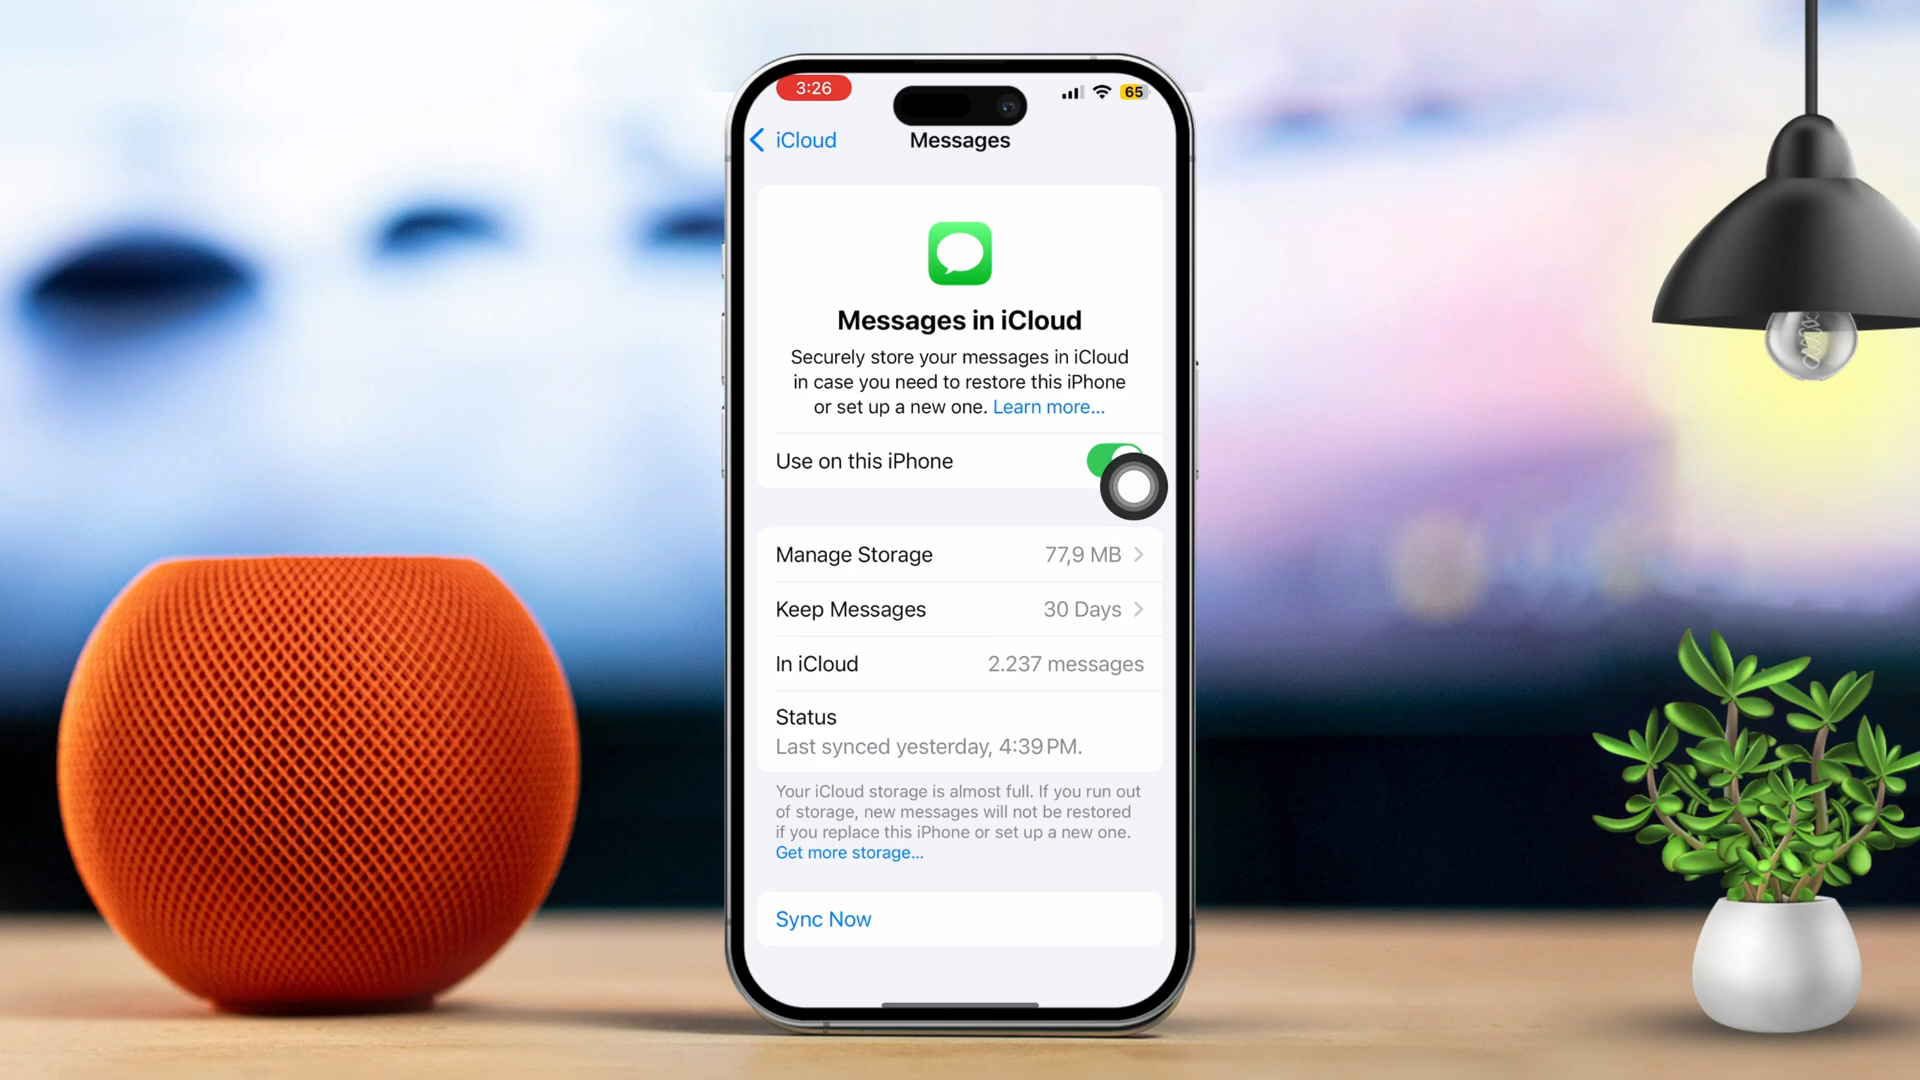 3:26
65
iCloud
Messages
Messages in iCloud
Securely store your messages in iCloud
in case you need to restore this iPhone
or set up a new one. Learn more...
Use on this iPhone
Manage Storage 77,9 MB
Keep Messages 30 Days
In iCloud 2.237 messages
Status
Last synced yesterday, 4:39 PM.
Your iCloud storage is almost full. If you run out
of storage, new messages will not be restored
if you replace this iPhone or set up a new one.
Get more storage...
Sync Now